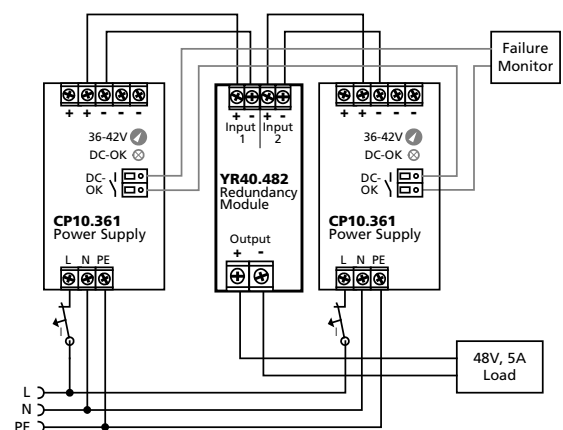 Failure
Monitor
+ + - - -
+ - + -
+ + - - -
Input
1
Input
2
36-42V
DC-OK
DC-
OK
36-42V
DC-OK
DC-
OK
YR40.482
Redundancy
Module
CP10.361
Power Supply
CP10.361
Power Supply
Output
+ -
L N PE
L N PE
I
I
48V, 5A
Load
L
N
PE